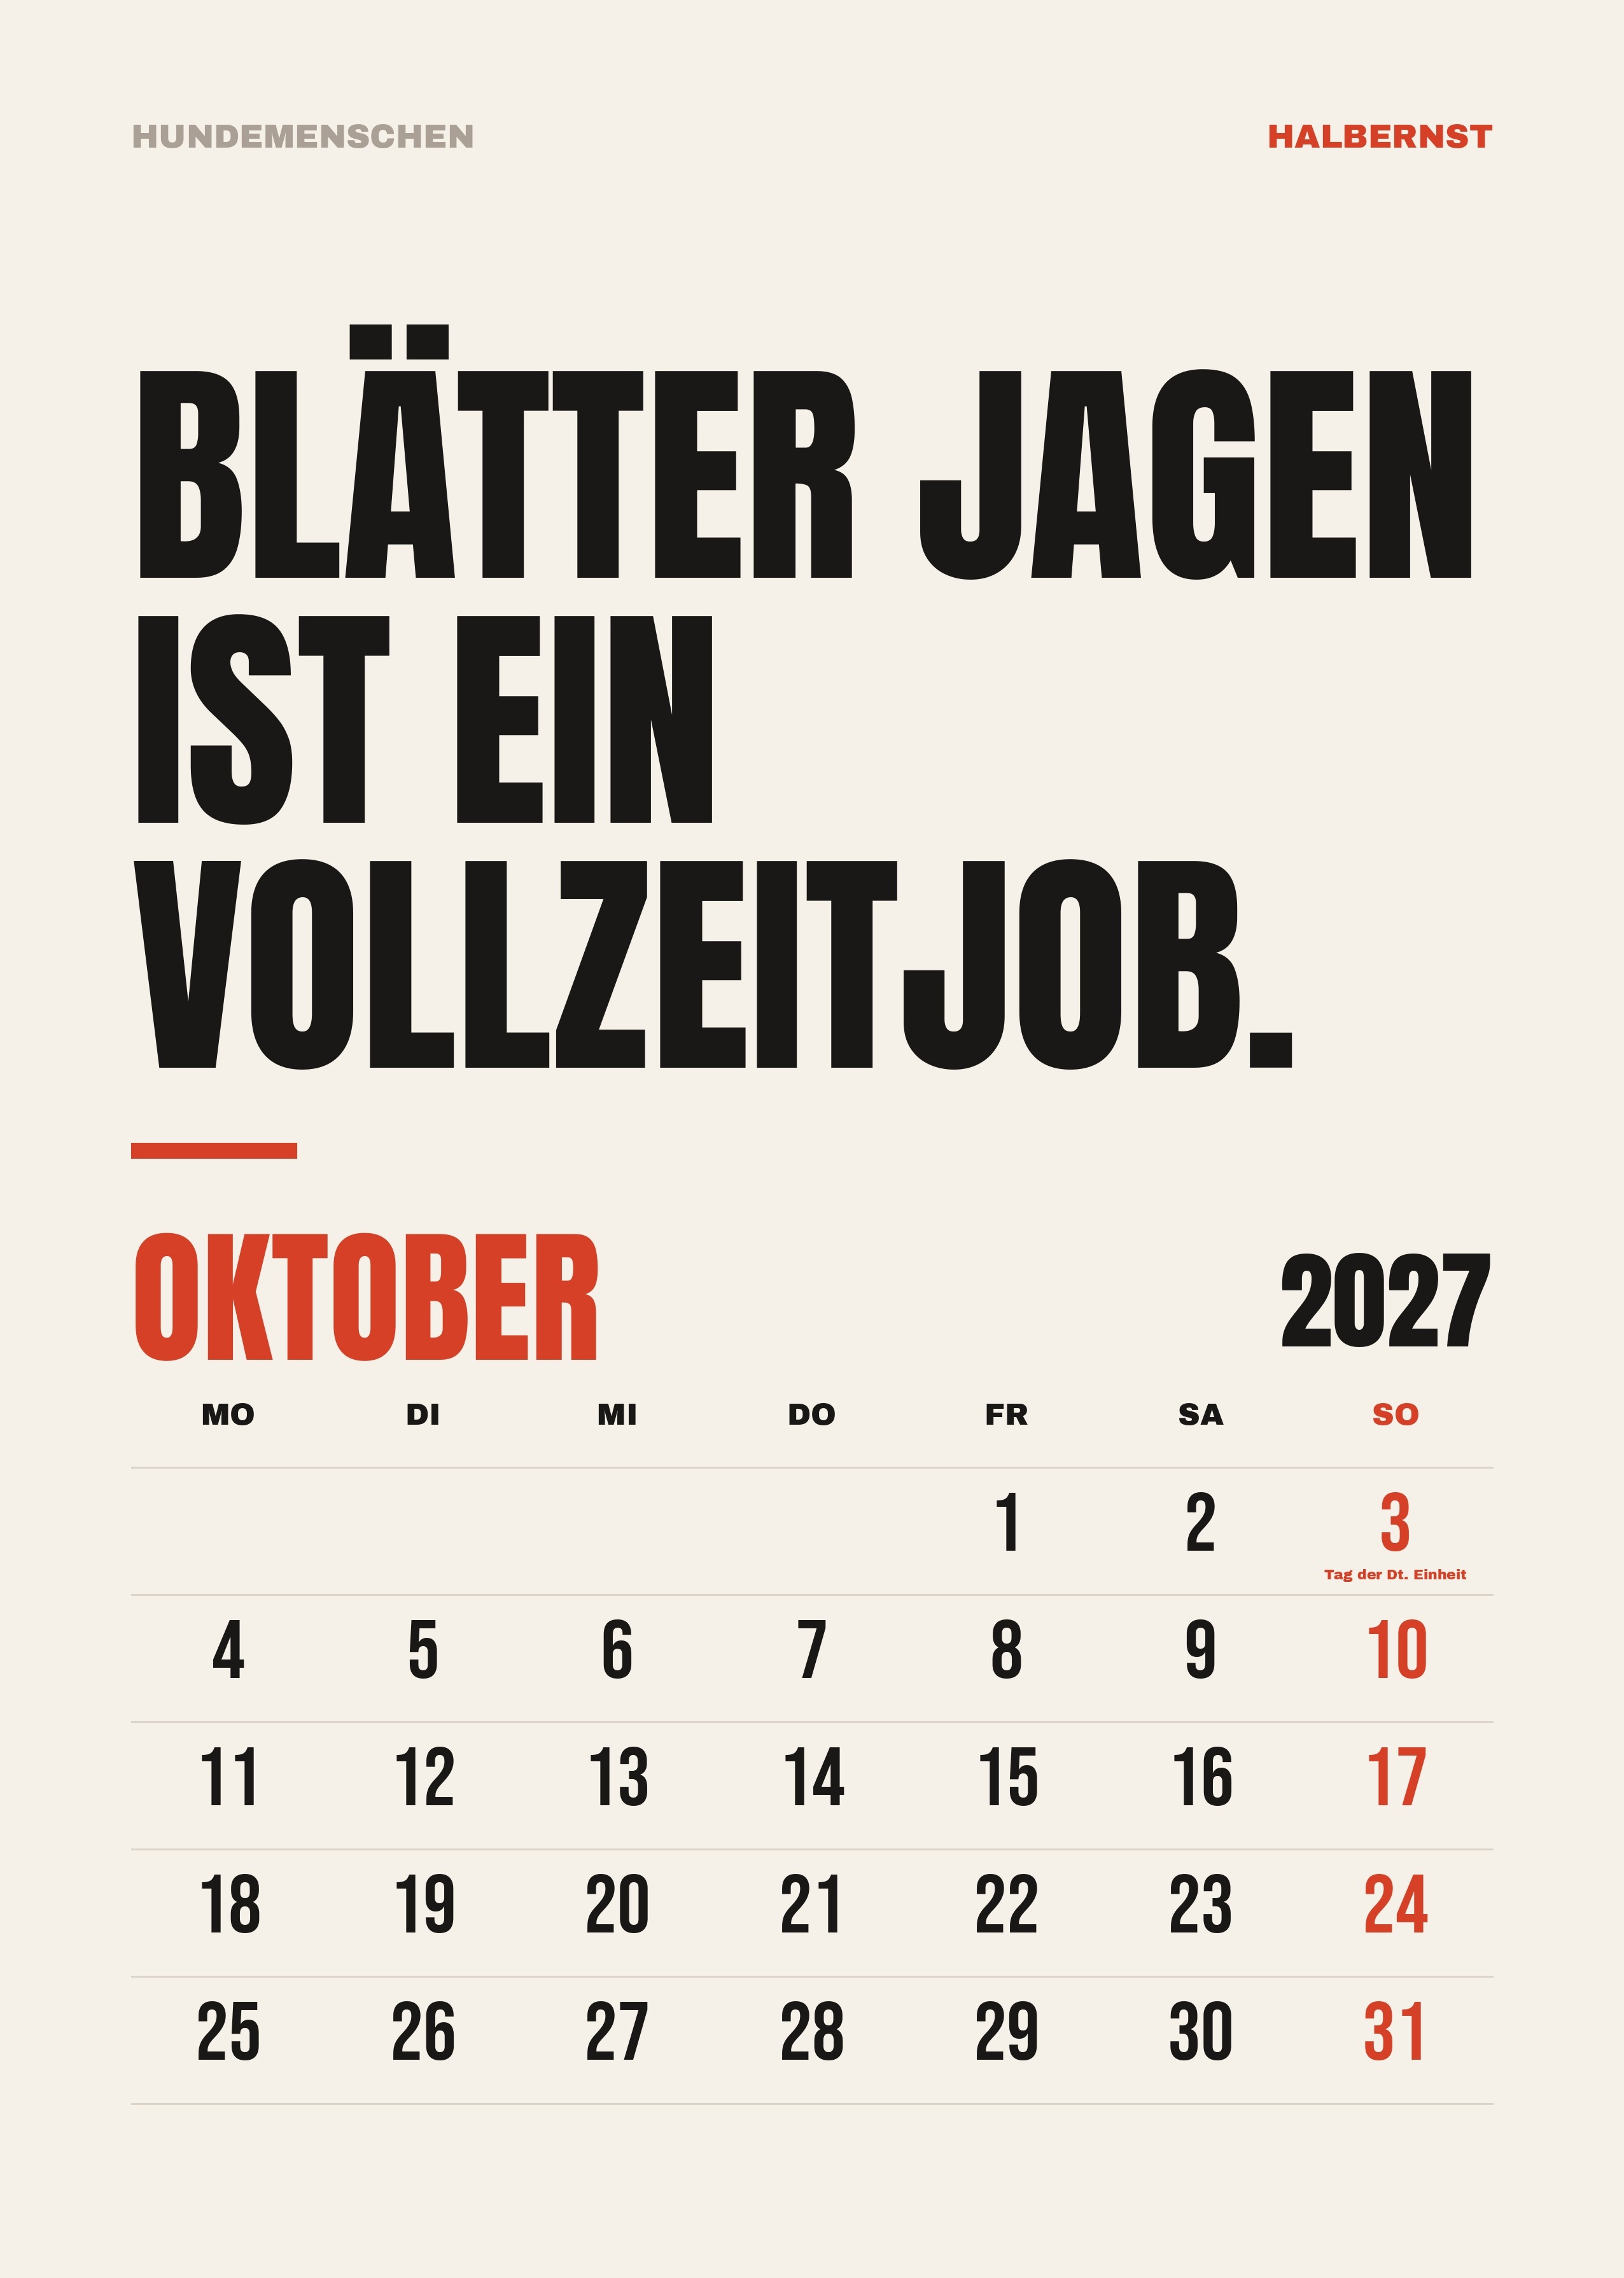 HUNDEMENSCHEN HALBERNST
BLÄTTER JAGEN
IST EIN
VOLLZEITJOB.
OKTOBER 2027
MO DI MI DO FR SA SO
1 2 3
Tag der Dt. Einheit
4 5 6 7 8 9 10
11 12 13 14 15 16 17
18 19 20 21 22 23 24
25 26 27 28 29 30 31